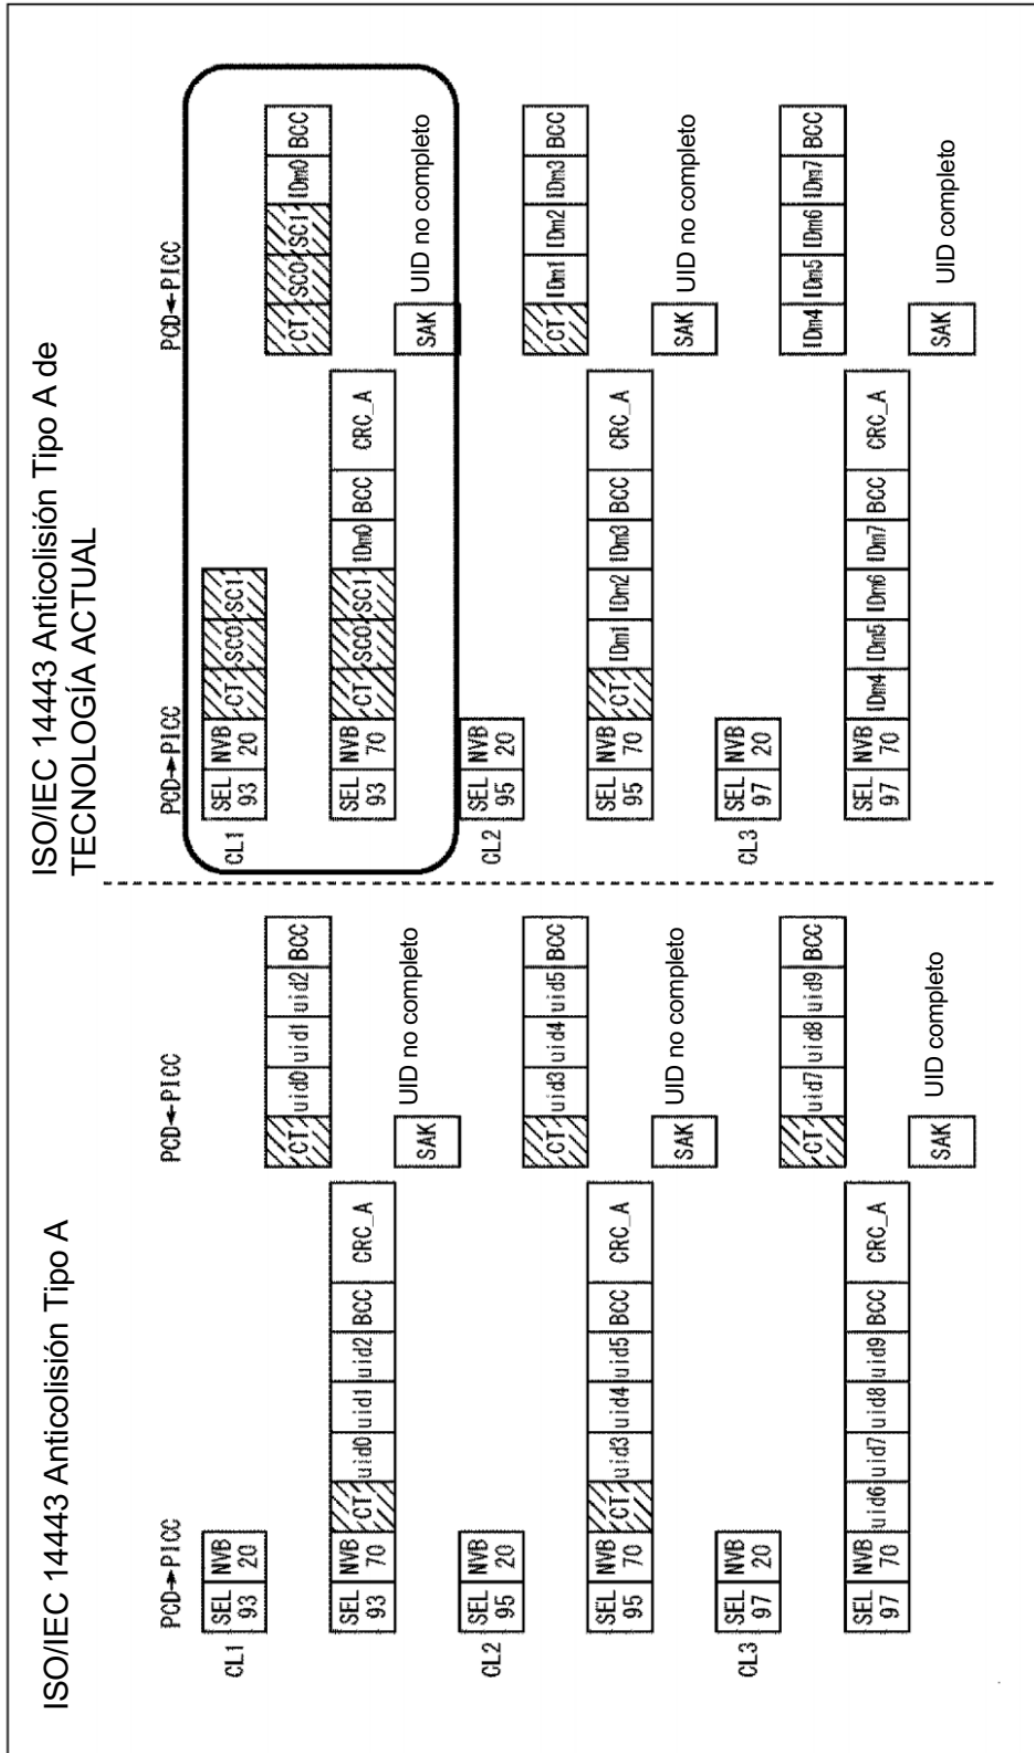 ISO/IEC 14443 Anticolisión Tipo A
PCD→PICC PCD←PICC
CL1 SEL 93 NVB 20
CT uid0 uid1 uid2 BCC
SEL 93 NVB 70 CT uid0 uid1 uid2 BCC CRC_A
SAK UID no completo
CL2 SEL 95 NVB 20
CT uid3 uid4 uid5 BCC
SEL 95 NVB 70 CT uid3 uid4 uid5 BCC CRC_A
SAK UID no completo
CL3 SEL 97 NVB 20
CT uid7 uid8 uid9 BCC
SEL 97 NVB 70 uid6 uid7 uid8 uid9 BCC CRC_A
SAK UID completo
ISO/IEC 14443 Anticolisión Tipo A de
TECNOLOGÍA ACTUAL
PCD→PICC PCD←PICC
CL1 SEL 93 NVB 20 CT SC0 SC1
CT SC0 SC1 IDm0 BCC
SEL 93 NVB 70 CT SC0 SC1 IDm0 BCC CRC_A
SAK UID no completo
CL2 SEL 95 NVB 20
CT IDm1 IDm2 IDm3 BCC
SEL 95 NVB 70 CT IDm1 IDm2 IDm3 BCC CRC_A
SAK UID no completo
CL3 SEL 97 NVB 20
IDm4 IDm5 IDm6 IDm7 BCC
SEL 97 NVB 70 IDm4 IDm5 IDm6 IDm7 BCC CRC_A
SAK UID completo